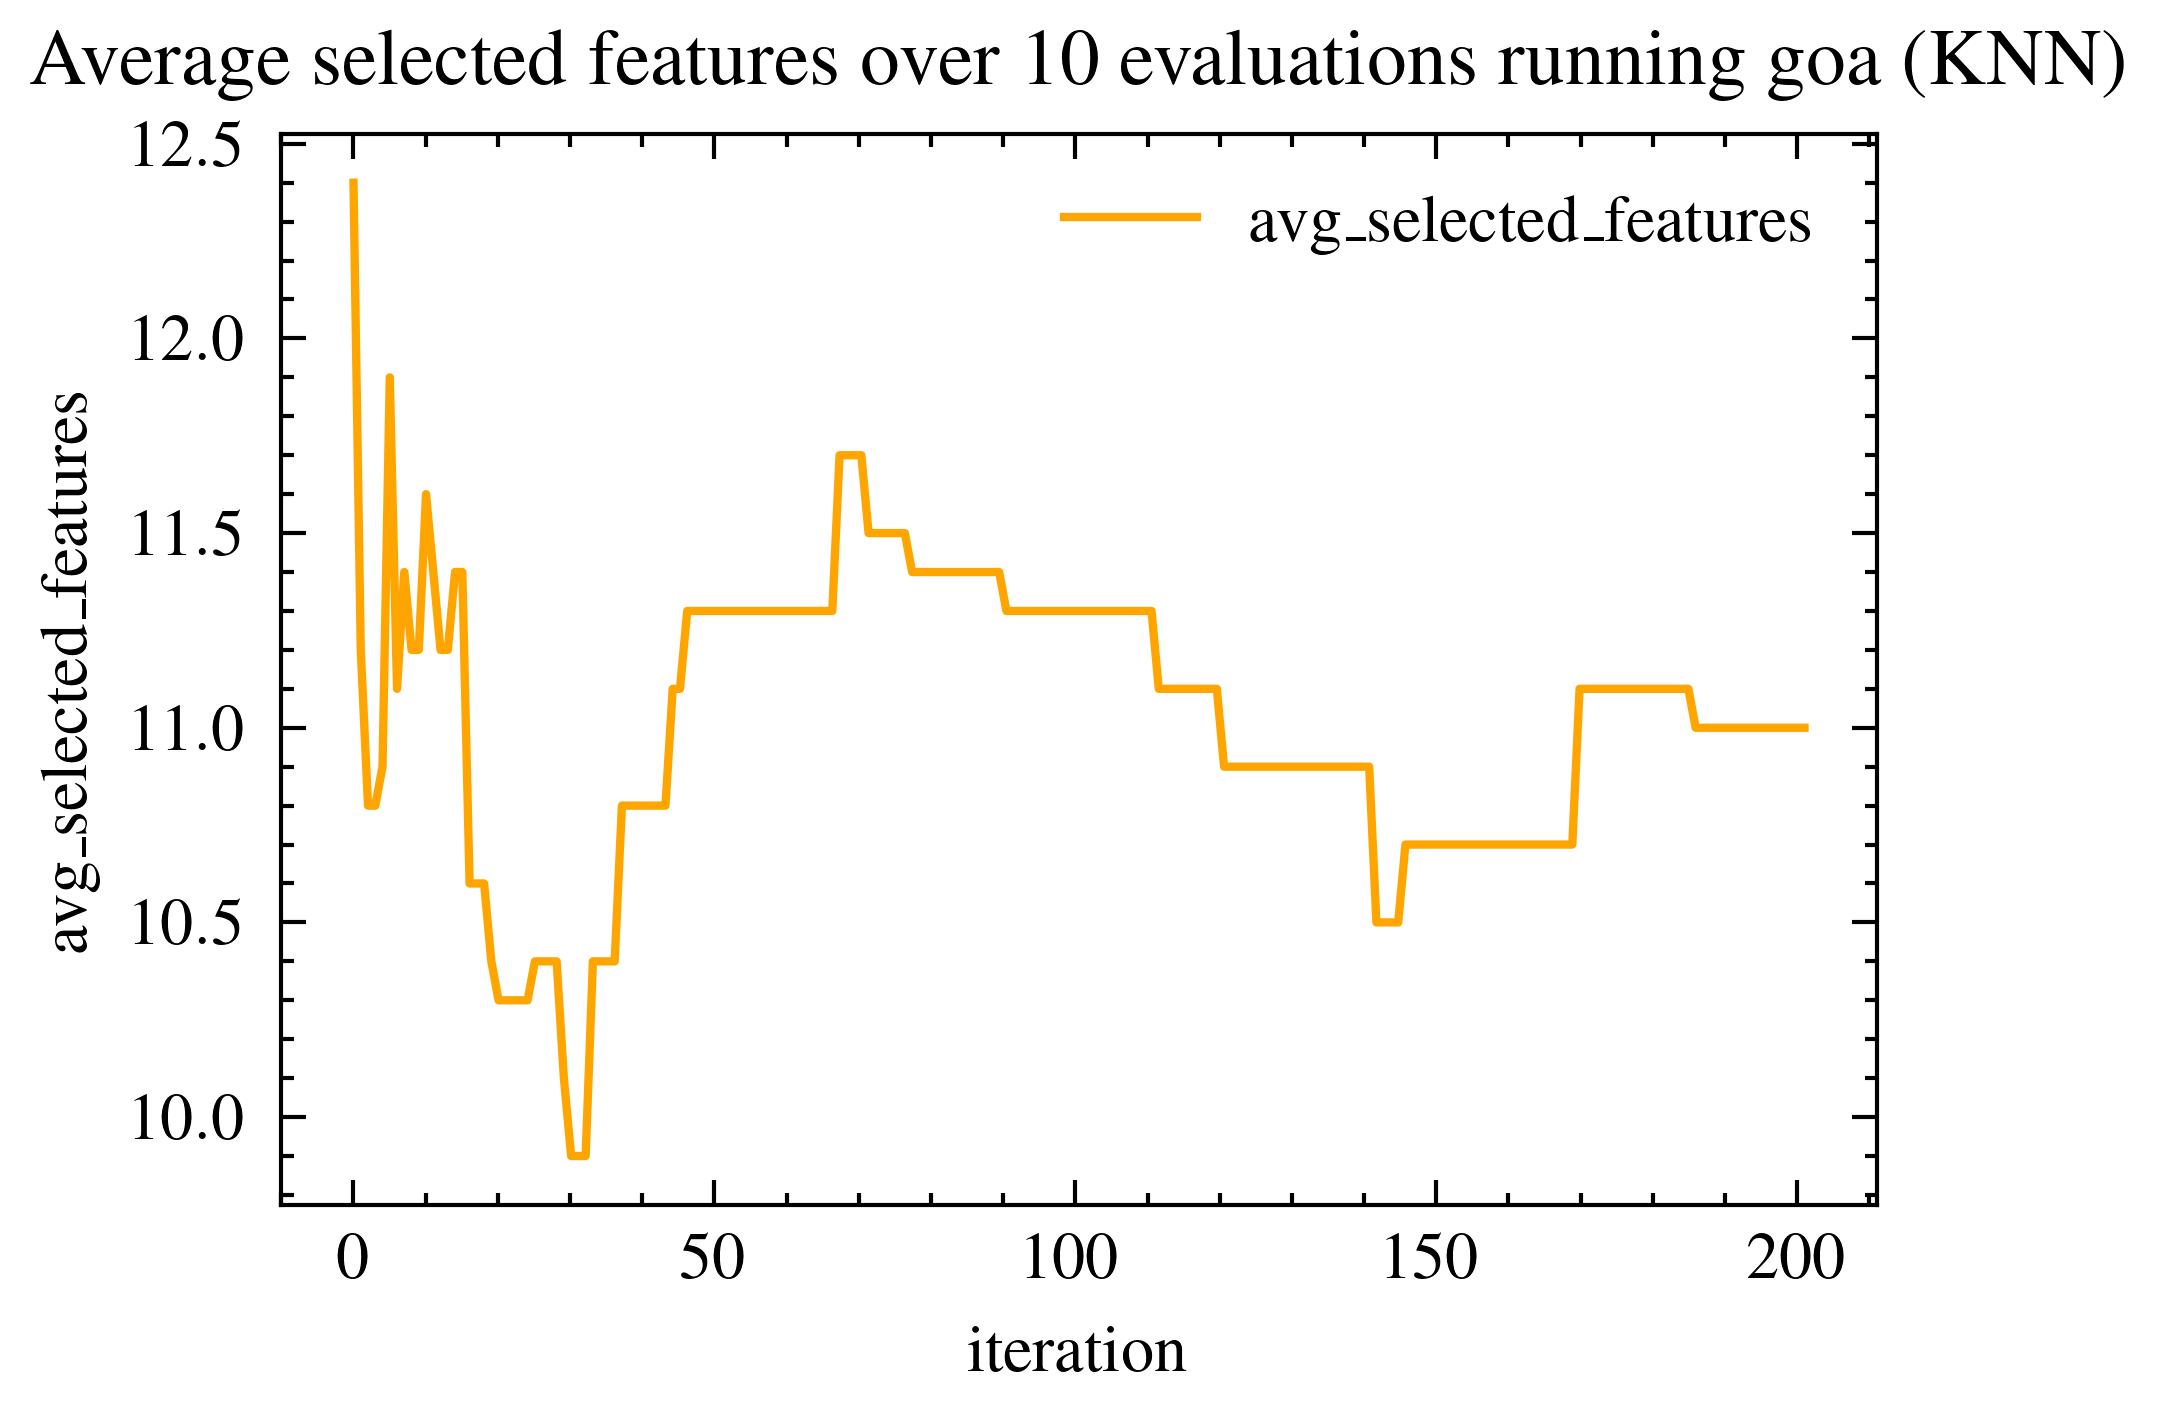 Average selected features over 10 evaluations running goa (KNN)
avg_selected_features
avg_selected_features
12.5
12.0
11.5
11.0
10.5
10.0
0 50 100 150 200
iteration